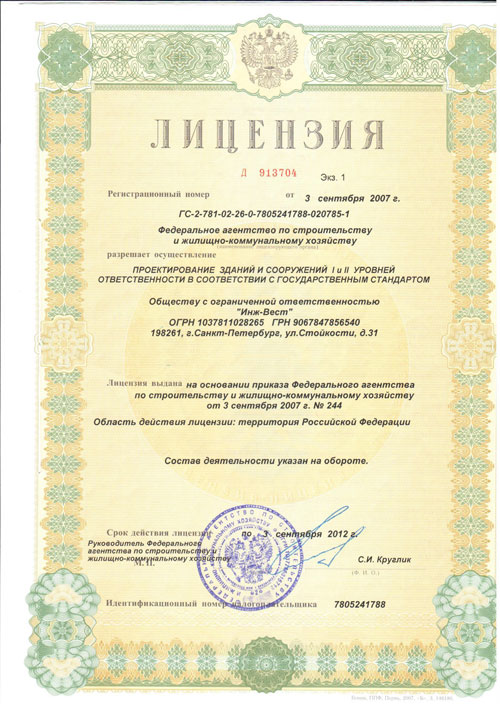 ЛИЦЕНЗИЯ
Д 913704 Экз. 1
Регистрационный номер от 3 сентября 2007 г.
ГС-2-781-02-26-0-7805241788-020785-1
Федеральное агентство по строительству
и жилищно-коммунальному хозяйству
(наименование лицензирующего органа)
разрешает осуществление
ПРОЕКТИРОВАНИЕ ЗДАНИЙ И СООРУЖЕНИЙ I и II УРОВНЕЙ
ОТВЕТСТВЕННОСТИ В СООТВЕТСТВИИ С ГОСУДАРСТВЕННЫМ СТАНДАРТОМ
Обществу с ограниченной ответственностью
"Инж-Вест"
ОГРН 1037811028265 ГРН 9067847856540
198261, г.Санкт-Петербург, ул.Стойкости, д.31
Лицензия выдана на основании приказа Федерального агентства
по строительству и жилищно-коммунальному хозяйству
от 3 сентября 2007 г. № 244
Область действия лицензии: территория Российской Федерации
Состав деятельности указан на обороте.
Срок действия лицензии по 3 сентября 2012 г.
Руководитель Федерального
агентства по строительству и
жилищно-коммунальному хозяйству
М.П.
С.И. Круглик
(Ф. И. О.)
Идентификационный номер налогоплательщика 7805241788